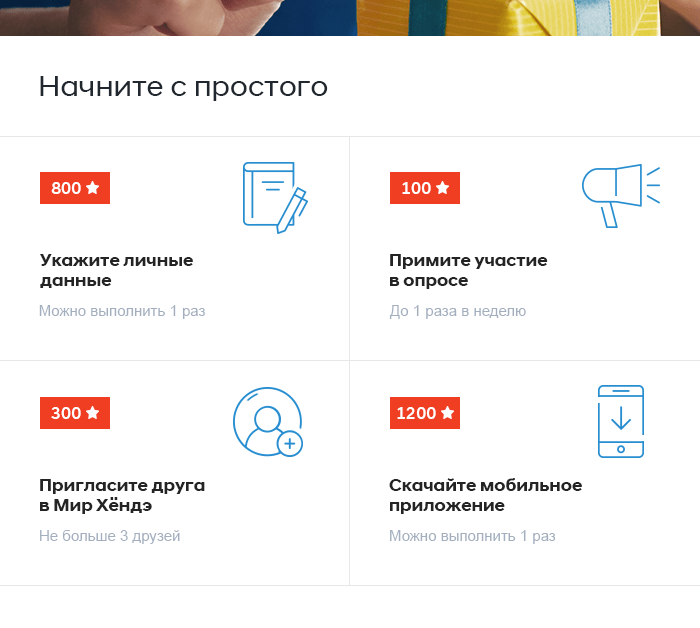 Начните с простого
800
100
Укажите личные
данные
Можно выполнить 1 раз
Примите участие
в опросе
До 1 раза в неделю
300
1200
Пригласите друга
в Мир Хёндэ
Не больше 3 друзей
Скачайте мобильное
приложение
Можно выполнить 1 раз